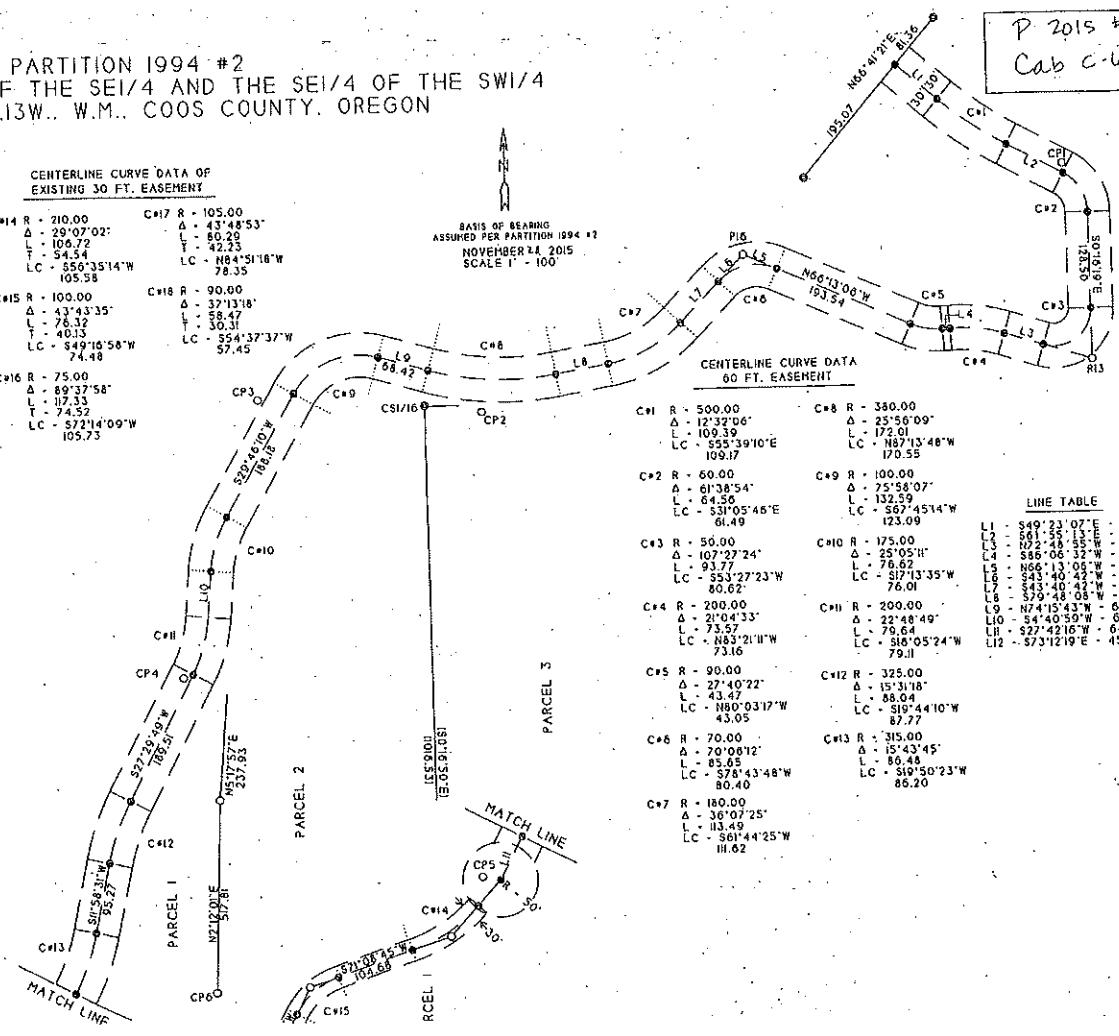 PARTITION 1994 #2
F THE SE1/4 AND THE SE1/4 OF THE SW1/4
.13W., W.M., COOS COUNTY, OREGON
P 2015 #
Cab C-
CENTERLINE CURVE DATA OF
EXISTING 30 FT. EASEMENT
C#14 R - 210.00
Δ - 29°07'02"
L - 106.72
T - 54.54
LC - S56°35'14"W
105.58
C#15 R - 100.00
Δ - 43°43'35"
L - 76.32
T - 40.13
LC - S49°16'58"W
74.48
C#16 R - 75.00
Δ - 89°37'58"
L - 117.33
T - 74.52
LC - S72°14'09"W
105.73
C#17 R - 105.00
Δ - 43°48'53"
L - 80.29
T - 42.23
LC - N84°51'18"W
78.35
C#18 R - 90.00
Δ - 37°13'18"
L - 58.47
T - 30.31
LC - S54°37'37"W
57.45
N
BASIS OF BEARING
ASSUMED PER PARTITION 1994 #2
NOVEMBER 2015
SCALE 1" - 100'
N66°41'21"E
81.36
195.07
L1
30' 30'
C#1
L2
CP1
C#2
S0°16'19"E
128.50
C#3
R13
L3
C#4
L4
C#5
N66°13'06"W
193.54
P16
L5
L6
C#6
L7
C#7
L8
C#8
L9
68.42
C#9
CP3
CS1/16
CP2
S29°46'10"W
188.18
C#10
L10
C#11
CP4
S27°29'49"W
189.51
C#12
S11°58'31"W
95.27
C#13
MATCH LINE
N5°17'57"E
237.93
N2°12'01"E
517.81
CP6
PARCEL 1
PARCEL 2
PARCEL 3
(S0°16'50"E)
(1016.53)
MATCH LINE
L11
CP5
R - 50'
C#14
30'
S71°08'45"W
104.68
C#15
RCEL 1
CENTERLINE CURVE DATA
60 FT. EASEMENT
C#1 R - 500.00
Δ - 12°32'06"
L - 109.39
LC - S55°39'10"E
109.17
C#2 R - 60.00
Δ - 61°38'54"
L - 64.56
LC - S31°05'46"E
61.49
C#3 R - 50.00
Δ - 107°27'24"
L - 93.77
LC - S53°27'23"W
80.62
C#4 R - 200.00
Δ - 21°04'33"
L - 73.57
LC - N83°21'11"W
73.16
C#5 R - 90.00
Δ - 27°40'22"
L - 43.47
LC - N80°03'17"W
43.05
C#6 R - 70.00
Δ - 70°06'12"
L - 85.65
LC - S78°43'48"W
80.40
C#7 R - 180.00
Δ - 36°07'25"
L - 113.49
LC - S61°44'25"W
111.62
C#8 R - 380.00
Δ - 25°56'09"
L - 172.01
LC - N87°13'48"W
170.55
C#9 R - 100.00
Δ - 75°58'07"
L - 132.59
LC - S67°45'14"W
123.09
C#10 R - 175.00
Δ - 25°05'11"
L - 76.62
LC - S17°13'35"W
76.01
C#11 R - 200.00
Δ - 22°48'49"
L - 79.64
LC - S16°05'24"W
79.11
C#12 R - 325.00
Δ - 15°31'18"
L - 88.04
LC - S19°44'10"W
87.77
C#13 R - 315.00
Δ - 15°43'45"
L - 86.48
LC - S19°50'23"W
86.20
LINE TABLE
L1 - S49°23'07"E -
L2 - S61°55'13"E -
L3 - N72°48'55"W -
L4 - S86°06'32"W -
L5 - N66°13'06"W -
L6 - S43°40'42"W -
L7 - S43°40'42"W -
L8 - S79°48'08"W -
L9 - N74°15'43"W - 6
L10 - S4°40'59"W - 6
L11 - S27°42'16"W - 6
L12 - S73°12'19"E - 45